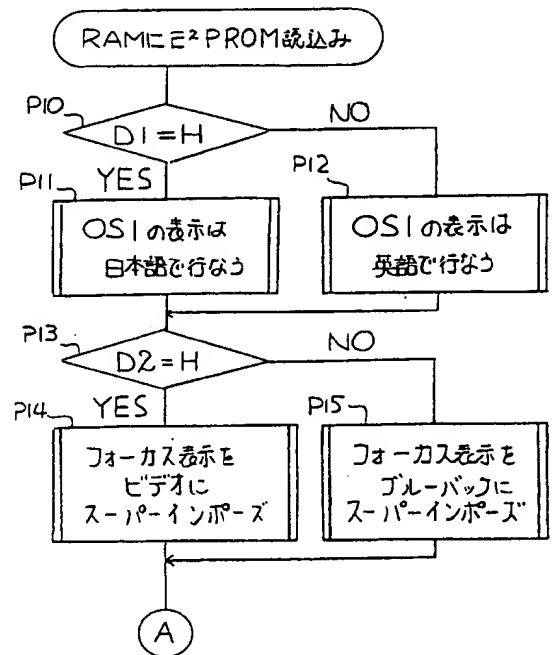 RAMにE²PROM読込み
P10
D1=H
NO
YES
P11
OS1の表示は
日本語で行なう
P12
OS1の表示は
英語で行なう
P13
D2=H
NO
YES
P14
フォーカス表示を
ビデオに
スーパーインポーズ
P15
フォーカス表示を
ブルーバックに
スーパーインポーズ
A